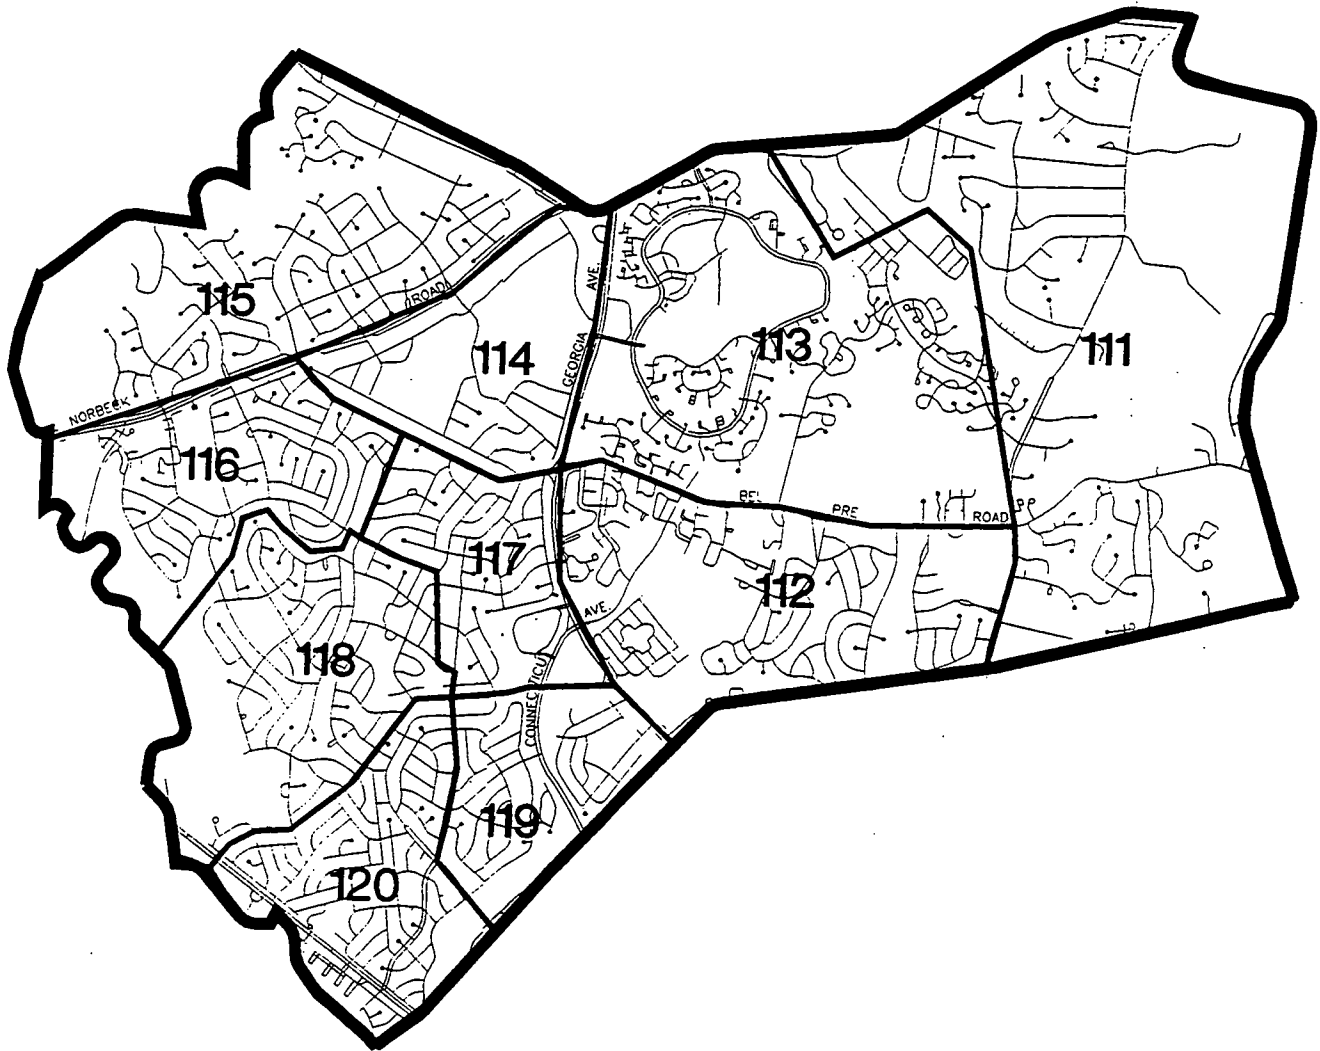 115
ROAD
AVE.
GEORGIA
114
113
111
NORBECK
116
BEL
PRE
ROAD
117
112
AVE.
118
CONNECTICUT
119
120